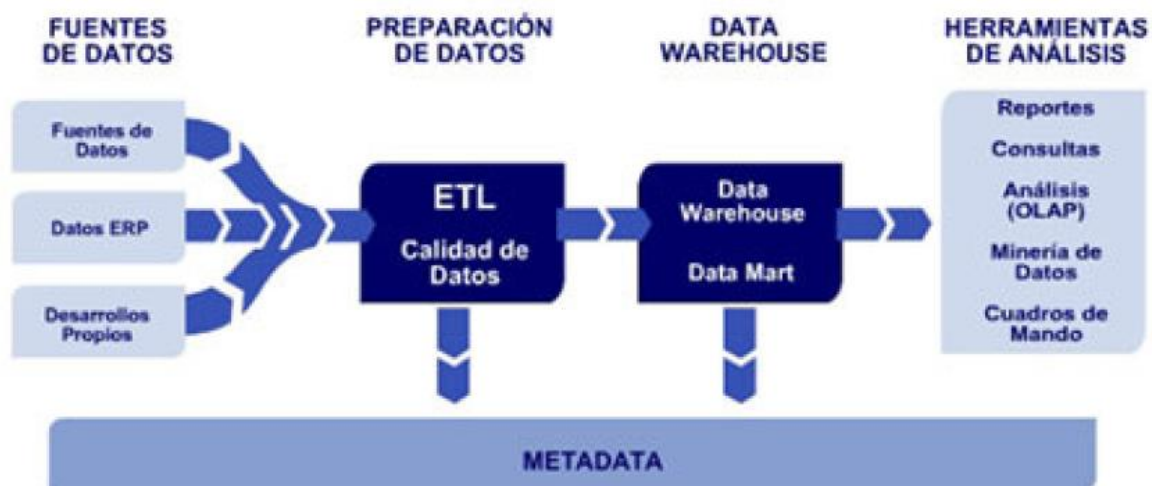 FUENTES
DE DATOS
PREPARACIÓN
DE DATOS
DATA
WAREHOUSE
HERRAMIENTAS
DE ANÁLISIS
Fuentes de
Datos
Datos ERP
Desarrollos
Propios
ETL
Calidad de
Datos
Data
Warehouse
Data Mart
Reportes
Consultas
Análisis
(OLAP)
Minería de
Datos
Cuadros de
Mando
METADATA